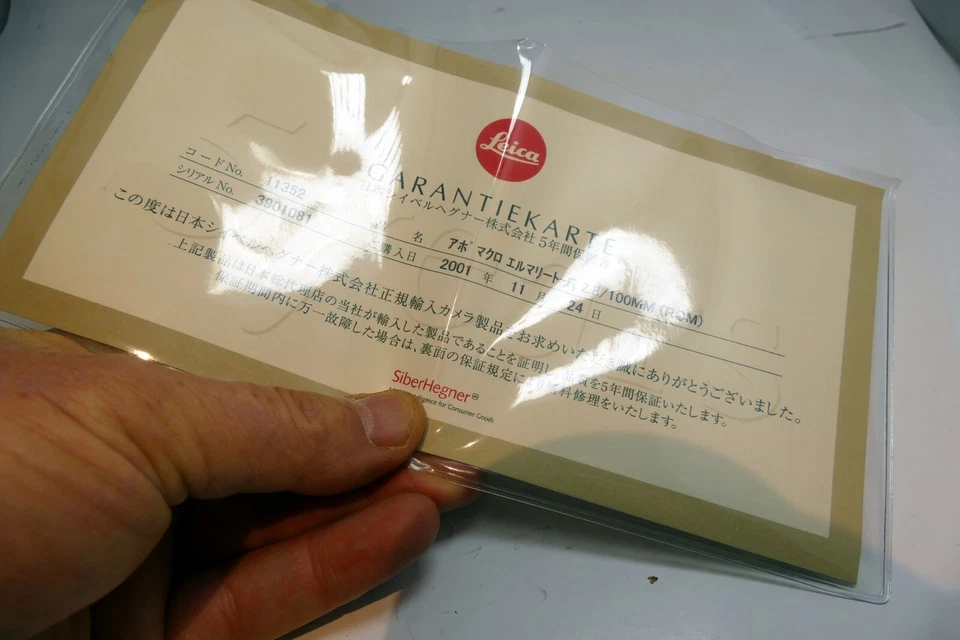 Leica
GARANTIEKARTE
シイベルヘグナー株式会社 5年間保証
コードNo. 11352 名 アポ マクロ エルマリート-R 2.8/100MM (ROM)
シリアルNo. 3901081 購入日 2001 年 11 月 24 日
この度は日本シイベルヘグナー株式会社正規輸入カメラ製品をお求めいただき誠にありがとうございました。
上記製品は日本総代理店の当社が輸入した製品であることを証明し を5年間保証いたします。
保証期間内に万一故障した場合は、裏面の保証規定に 無料修理をいたします。
SiberHegner
for Consumer Goods